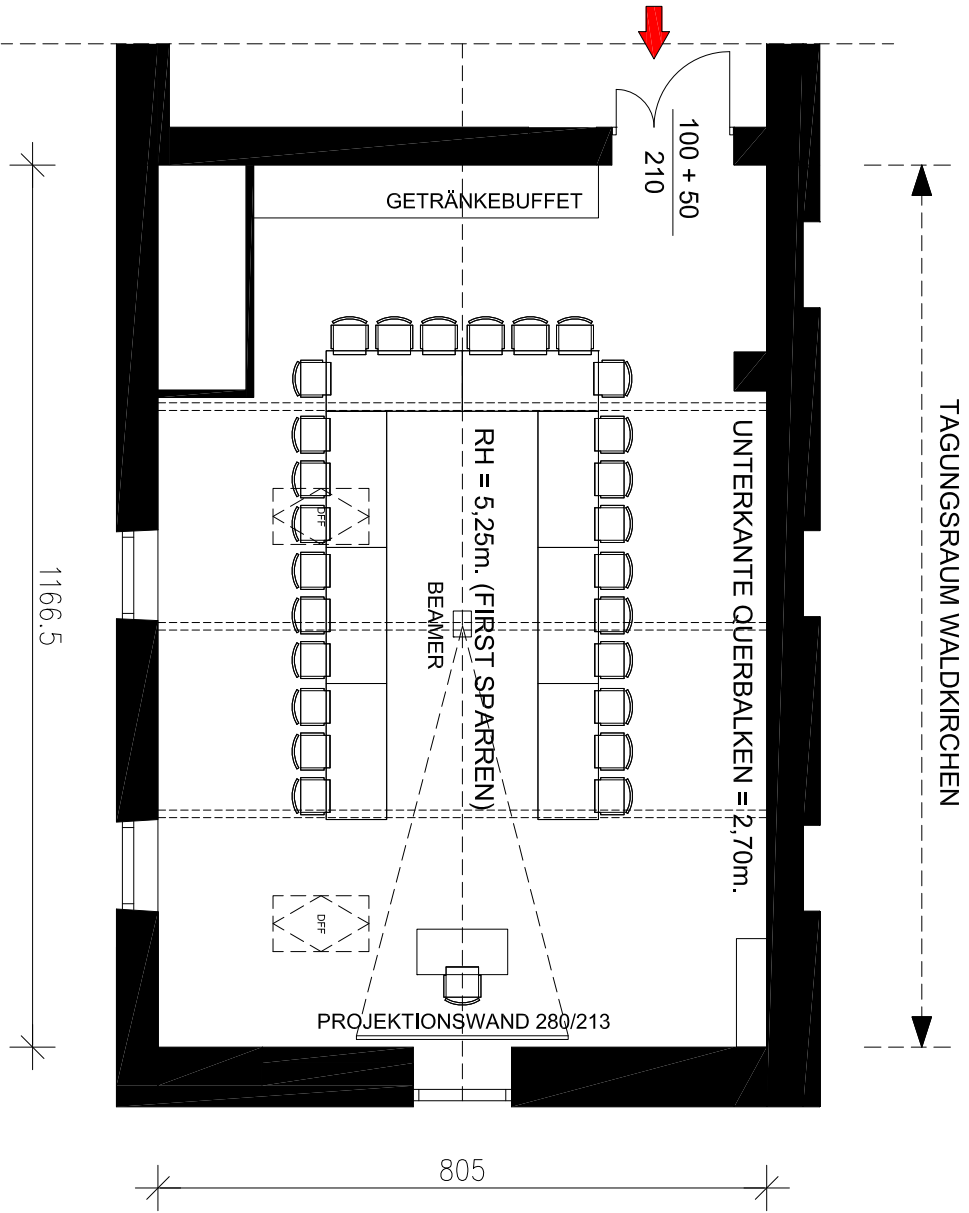 100 + 50
210
GETRÄNKEBUFFET
TAGUNGSRAUM WALDKIRCHEN
UNTERKANTE QUERBALKEN = 2,70m.
RH = 5,25m. (FIRST SPARREN)
DFF
BEAMER
1166.5
DFF
PROJEKTIONSWAND 280/213
805